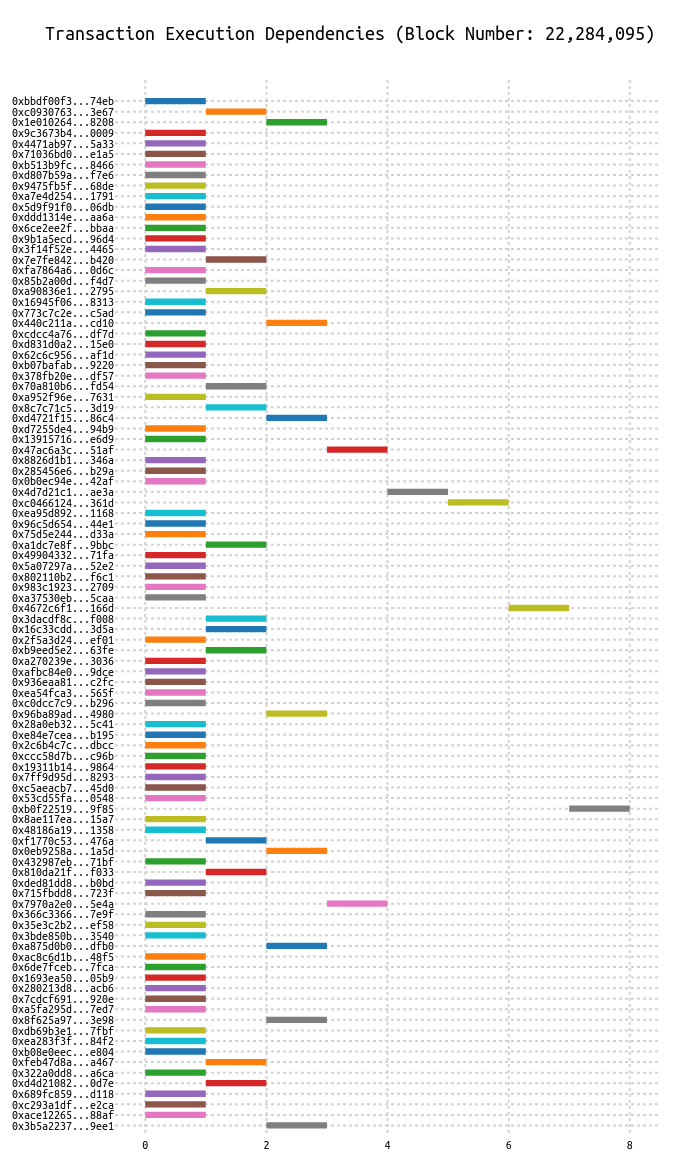 Transaction Execution Dependencies (Block Number: 22,284,095)
0xbbdf00f3...74eb
0xc0930763...3e67
0x1e010264...8208
0x9c3673b4...0009
0x4471ab97...5a33
0x71036bd0...e1a5
0xb513b9fc...8466
0xd807b59a...f7e6
0x9475fb5f...68de
0xa7e4d254...1791
0x5d9f91f0...06db
0xddd1314e...aa6a
0x6ce2ee2f...bbaa
0x9b1a5ecd...96d4
0x3f14f52e...4465
0x7e7fe842...b420
0xfa7864a6...0d6c
0x85b2a00d...f4d7
0xa90836e1...2795
0x16945f06...8313
0x773c7c2e...c5ad
0x440c211a...cd10
0xcdcc4a76...df7d
0xd831d0a2...15e0
0x62c6c956...af1d
0xb07bafab...9220
0x378fb20e...df57
0x70a810b6...fd54
0xa952f96e...7631
0x8c7c71c5...3d19
0xd4721f15...86c4
0xd7255de4...94b9
0x13915716...e6d9
0x47ac6a3c...51af
0x8826d1b1...346a
0x285456e6...b29a
0x0b0ec94e...42af
0x4d7d21c1...ae3a
0xc0466124...361d
0xea95d892...1168
0x96c5d654...44e1
0x75d5e244...d33a
0xa1dc7e8f...9bbc
0x49904332...71fa
0x5a07297a...52e2
0x802110b2...f6c1
0x983c1923...2709
0xa37530eb...5caa
0x4672c6f1...166d
0x3dacdf8c...f008
0x16c33cdd...3d5a
0x2f5a3d24...ef01
0xb9eed5e2...63fe
0xa270239e...3036
0xafbc84e0...9dce
0x936eaa81...c2fc
0xea54fca3...565f
0xc0dcc7c9...b296
0x96ba89ad...4980
0x28a0eb32...5c41
0xe84e7cea...b195
0x2c6b4c7c...dbcc
0xccc58d7b...c96b
0x19311b14...9864
0x7ff9d95d...8293
0xc5aeacb7...45d0
0x53cd55fa...0548
0xb0f22519...9f85
0x8ae117ea...15a7
0x48186a19...1358
0xf1770c53...476a
0x0eb9258a...1a5d
0x432987eb...71bf
0x810da21f...f033
0xded81dd8...b0bd
0x715fbdd8...723f
0x7970a2e0...5e4a
0x366c3366...7e9f
0x35e3c2b2...ef58
0x3bde850b...3540
0xa875d0b0...dfb0
0xac8c6d1b...48f5
0x6de7fceb...7fca
0x1693ea50...05b9
0x280213d8...acb6
0x7cdcf691...920e
0xa5fa295d...7ed7
0x8f625a97...3e98
0xdb69b3e1...7fbf
0xea283f3f...84f2
0xb08e0eec...e804
0xfeb47d8a...a467
0x322a0dd8...a6ca
0xd4d21082...0d7e
0x689fc859...d118
0xc293a1df...e2ca
0xace12265...88af
0x3b5a2237...9ee1
0 2 4 6 8